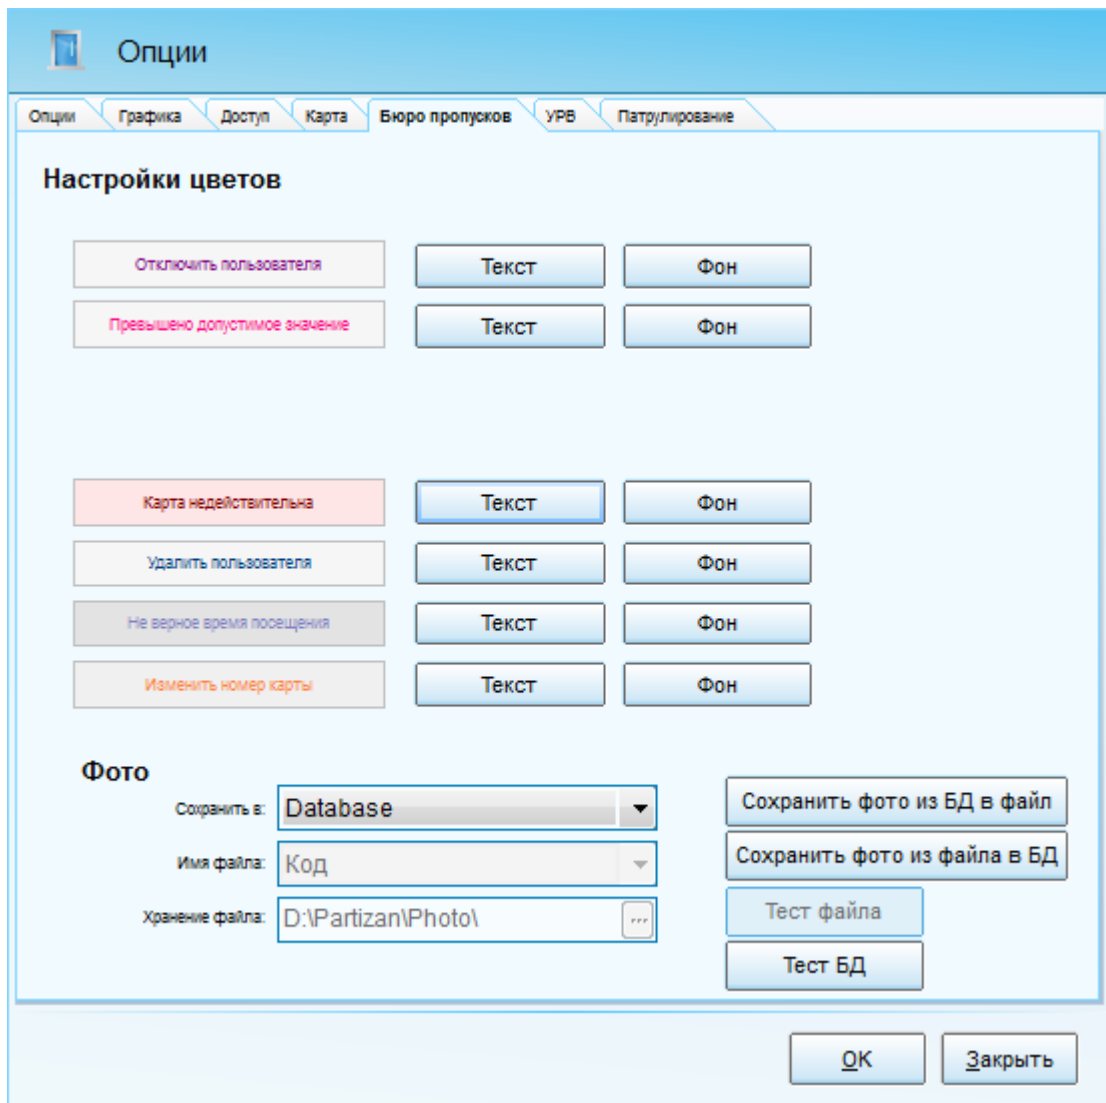 Опции
Опции Графика Доступ Карта Бюро пропусков УРВ Патрулирование
Настройки цветов
Отключить пользователя Текст Фон
Превышено допустимое значение Текст Фон
Карта недействительна Текст Фон
Удалить пользователя Текст Фон
Не верное время посещения Текст Фон
Изменить номер карты Текст Фон
Фото
Сохранить в: Database Сохранить фото из БД в файл
Имя файла: Код Сохранить фото из файла в БД
Хранение файла: D:\Partizan\Photo\ ... Тест файла
Тест БД
OK Закрыть